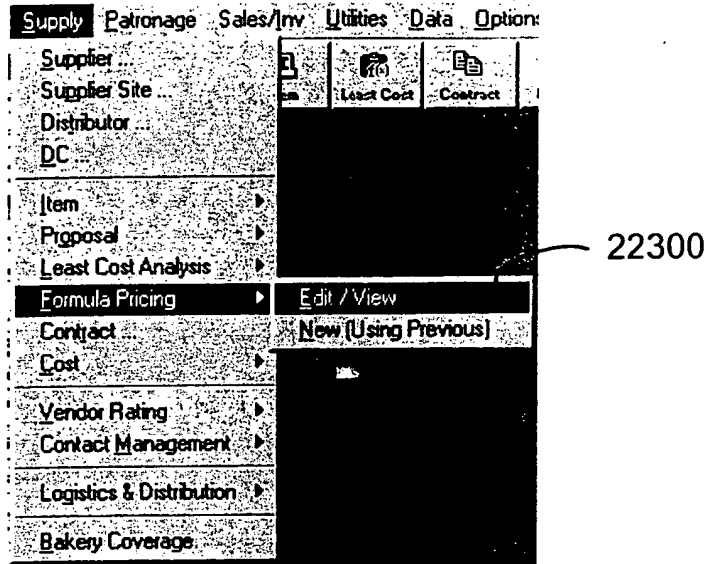 Supply Patronage Sales/Inv Utilities Data Option
Supplier ...
Supplier Site ...
Distributor ...
DC ...
Least Cost Contract
Item
Proposal
Least Cost Analysis
22300
Formula Pricing Edit / View
Contract ... New (Using Previous)
Cost
Vendor Rating
Contact Management
Logistics & Distribution
Bakery Coverage